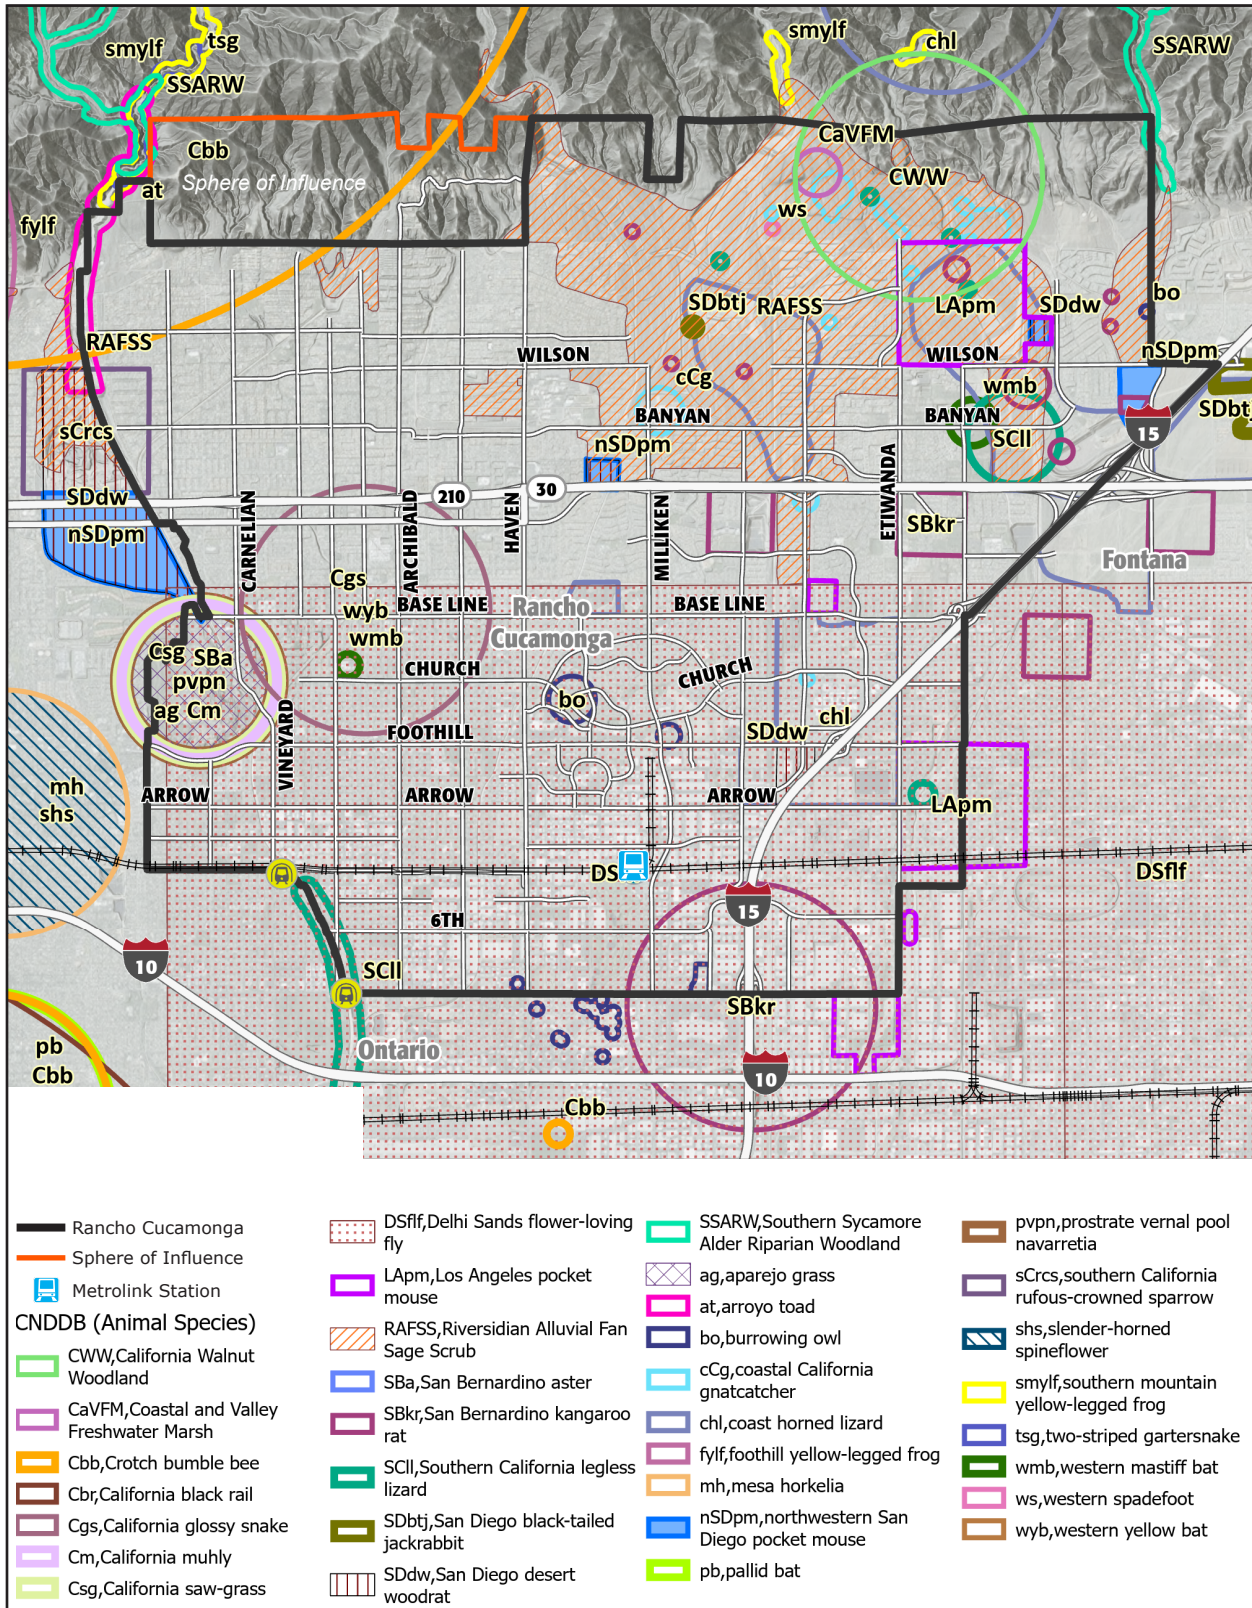 smylf
tsg
SSARW
smylf
chl
SSARW
Cbb
Sphere of Influence
at
fylf
CaVFM
CWW
ws
SDbtj
RAFSS
LApm
SDdw
bo
RAFSS
WILSON
WILSON
nSDpm
cCg
wmb
SDbtj
BANYAN
BANYAN
15
sCrcs
nSDpm
SCll
SDdw
210
30
nSDpm
CARNELIAN
ARCHIBALD
HAVEN
MILLIKEN
ETIWANDA
SBkr
Fontana
Cgs
wyb
BASE LINE
Rancho
Cucamonga
BASE LINE
wmb
Csg
SBa
pvpn
CHURCH
CHURCH
ag
Cm
VINEYARD
bo
FOOTHILL
SDdw
chl
mh
shs
ARROW
ARROW
ARROW
LApm
DS
DSflf
15
6TH
10
SCll
SBkr
Ontario
pb
Cbb
10
Cbb
Rancho Cucamonga
Sphere of Influence
Metrolink Station
CNDDB (Animal Species)
CWW,California Walnut
Woodland
CaVFM,Coastal and Valley
Freshwater Marsh
Cbb,Crotch bumble bee
Cbr,California black rail
Cgs,California glossy snake
Cm,California muhly
Csg,California saw-grass
DSflf,Delhi Sands flower-loving
fly
LApm,Los Angeles pocket
mouse
RAFSS,Riversidian Alluvial Fan
Sage Scrub
SBa,San Bernardino aster
SBkr,San Bernardino kangaroo
rat
SCll,Southern California legless
lizard
SDbtj,San Diego black-tailed
jackrabbit
SDdw,San Diego desert
woodrat
SSARW,Southern Sycamore
Alder Riparian Woodland
ag,aparejo grass
at,arroyo toad
bo,burrowing owl
cCg,coastal California
gnatcatcher
chl,coast horned lizard
fylf,foothill yellow-legged frog
mh,mesa horkelia
nSDpm,northwestern San
Diego pocket mouse
pb,pallid bat
pvpn,prostrate vernal pool
navarretia
sCrcs,southern California
rufous-crowned sparrow
shs,slender-horned
spineflower
smylf,southern mountain
yellow-legged frog
tsg,two-striped gartersnake
wmb,western mastiff bat
ws,western spadefoot
wyb,western yellow bat